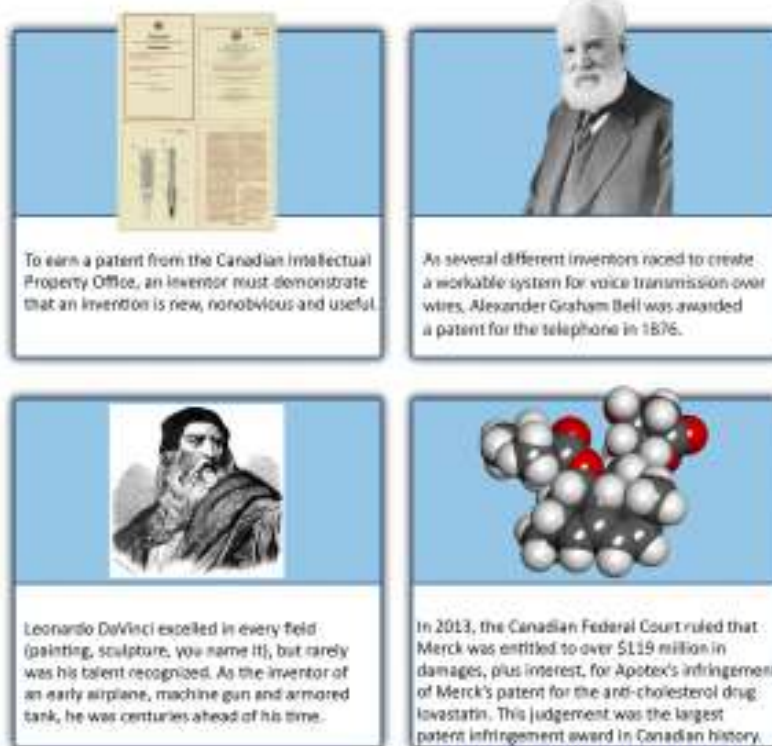 To earn a patent from the Canadian Intellectual
Property Office, an inventor must demonstrate
that an invention is new, nonobvious and useful.
As several different inventors raced to create
a workable system for voice transmission over
wires, Alexander Graham Bell was awarded
a patent for the telephone in 1876.
Leonardo DaVinci excelled in every field
(painting, sculpture, you name it), but rarely
was his talent recognized. As the inventor of
an early airplane, machine gun and armored
tank, he was centuries ahead of his time.
In 2013, the Canadian Federal Court ruled that
Merck was entitled to over $119 million in
damages, plus interest, for Apotex's infringemen
of Merck's patent for the anti-cholesterol drug
lovastatin. This judgement was the largest
patent infringement award in Canadian history.